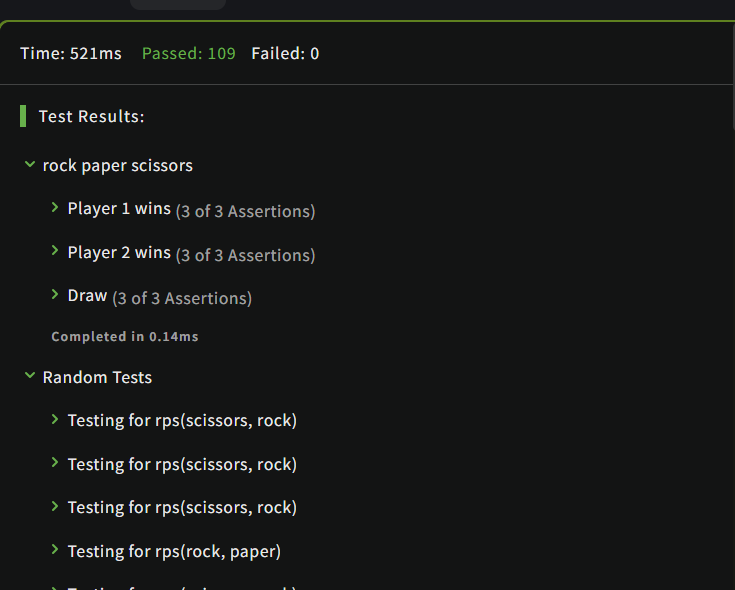 Time: 521ms Passed: 109 Failed: 0
Test Results:
rock paper scissors
Player 1 wins (3 of 3 Assertions)
Player 2 wins (3 of 3 Assertions)
Draw (3 of 3 Assertions)
Completed in 0.14ms
Random Tests
Testing for rps(scissors, rock)
Testing for rps(scissors, rock)
Testing for rps(scissors, rock)
Testing for rps(rock, paper)